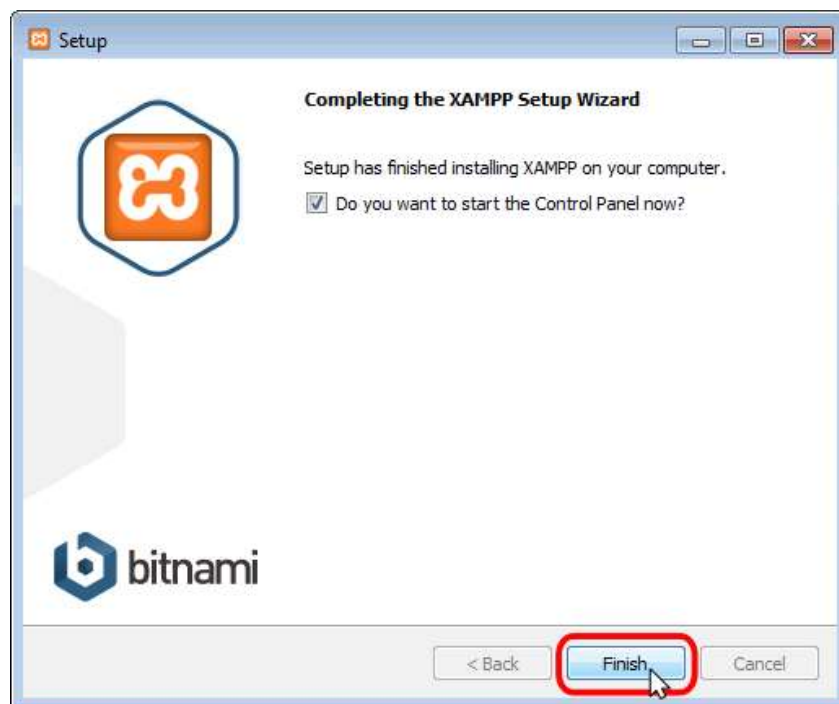 Setup
Completing the XAMPP Setup Wizard
Setup has finished installing XAMPP on your computer.
Do you want to start the Control Panel now?
bitnami
< Back
Finish
Cancel